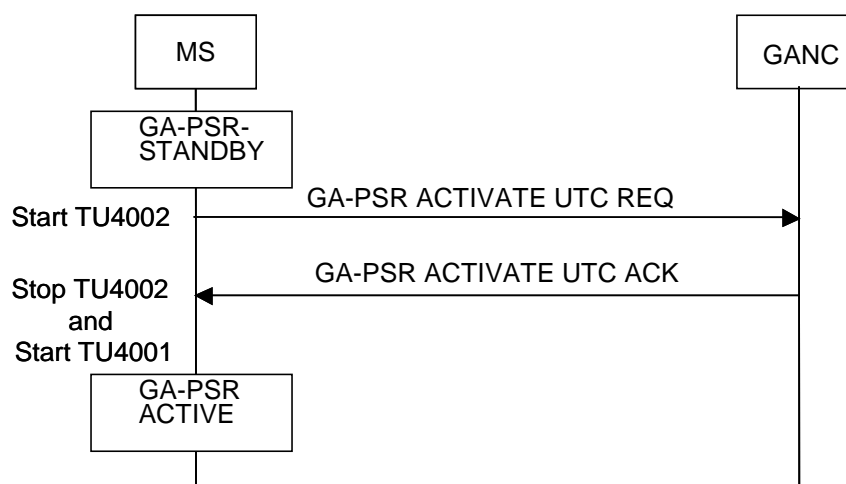 MS
GANC
GA-PSR-
STANDBY
Start TU4002
GA-PSR ACTIVATE UTC REQ
GA-PSR ACTIVATE UTC ACK
Stop TU4002
and
Start TU4001
GA-PSR
ACTIVE